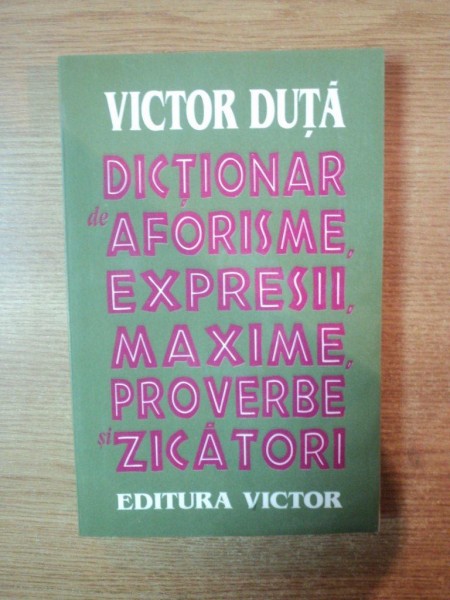 VICTOR DUȚĂ
DICȚIONAR
de AFORISME,
EXPRESII,
MAXIME,
PROVERBE
și ZICĂTORI
EDITURA VICTOR